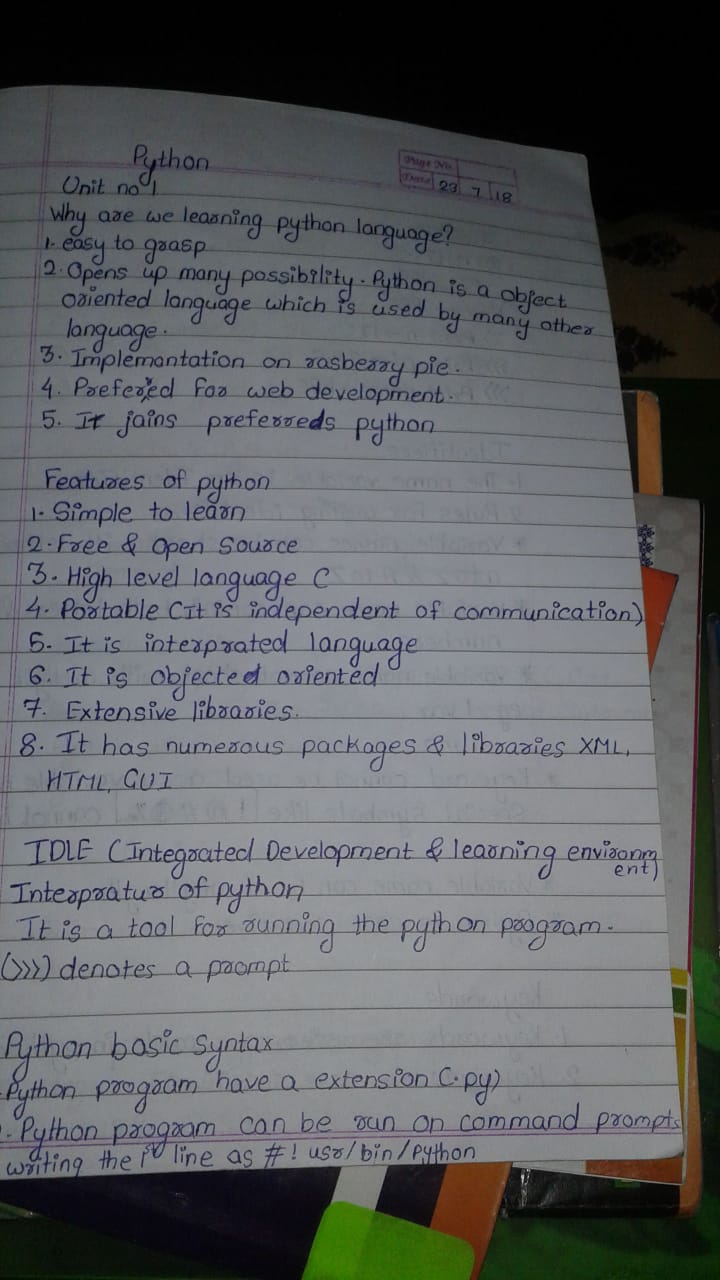 Python
Page No.
Date 23 7 18
Unit no 1
Why are we learning python language?
1. easy to grasp
2. Opens up many possibility. Python is a object
oriented language which is used by many other
language.
3. Implemantation on rasberry pie.
4. Prefered for web development.
5. It jains preferreds python
Features of python
1. Simple to learn
2. Free & Open Source
3. High level language C
4. Portable (it is independent of communication)
5. It is interprated language
6. It is objected oriented
7. Extensive libraries.
8. It has numerous packages & libraries XML,
HTML, GUI
IDLE (Integrated Development & learning environm
ent)
Interpratur of python
It is a tool for running the python program.
(>>>) denotes a prompt
Python basic Syntax
Python program have a extension (.py)
Python program can be run on command prompts
writing the 1st line as #! usr/bin/Python